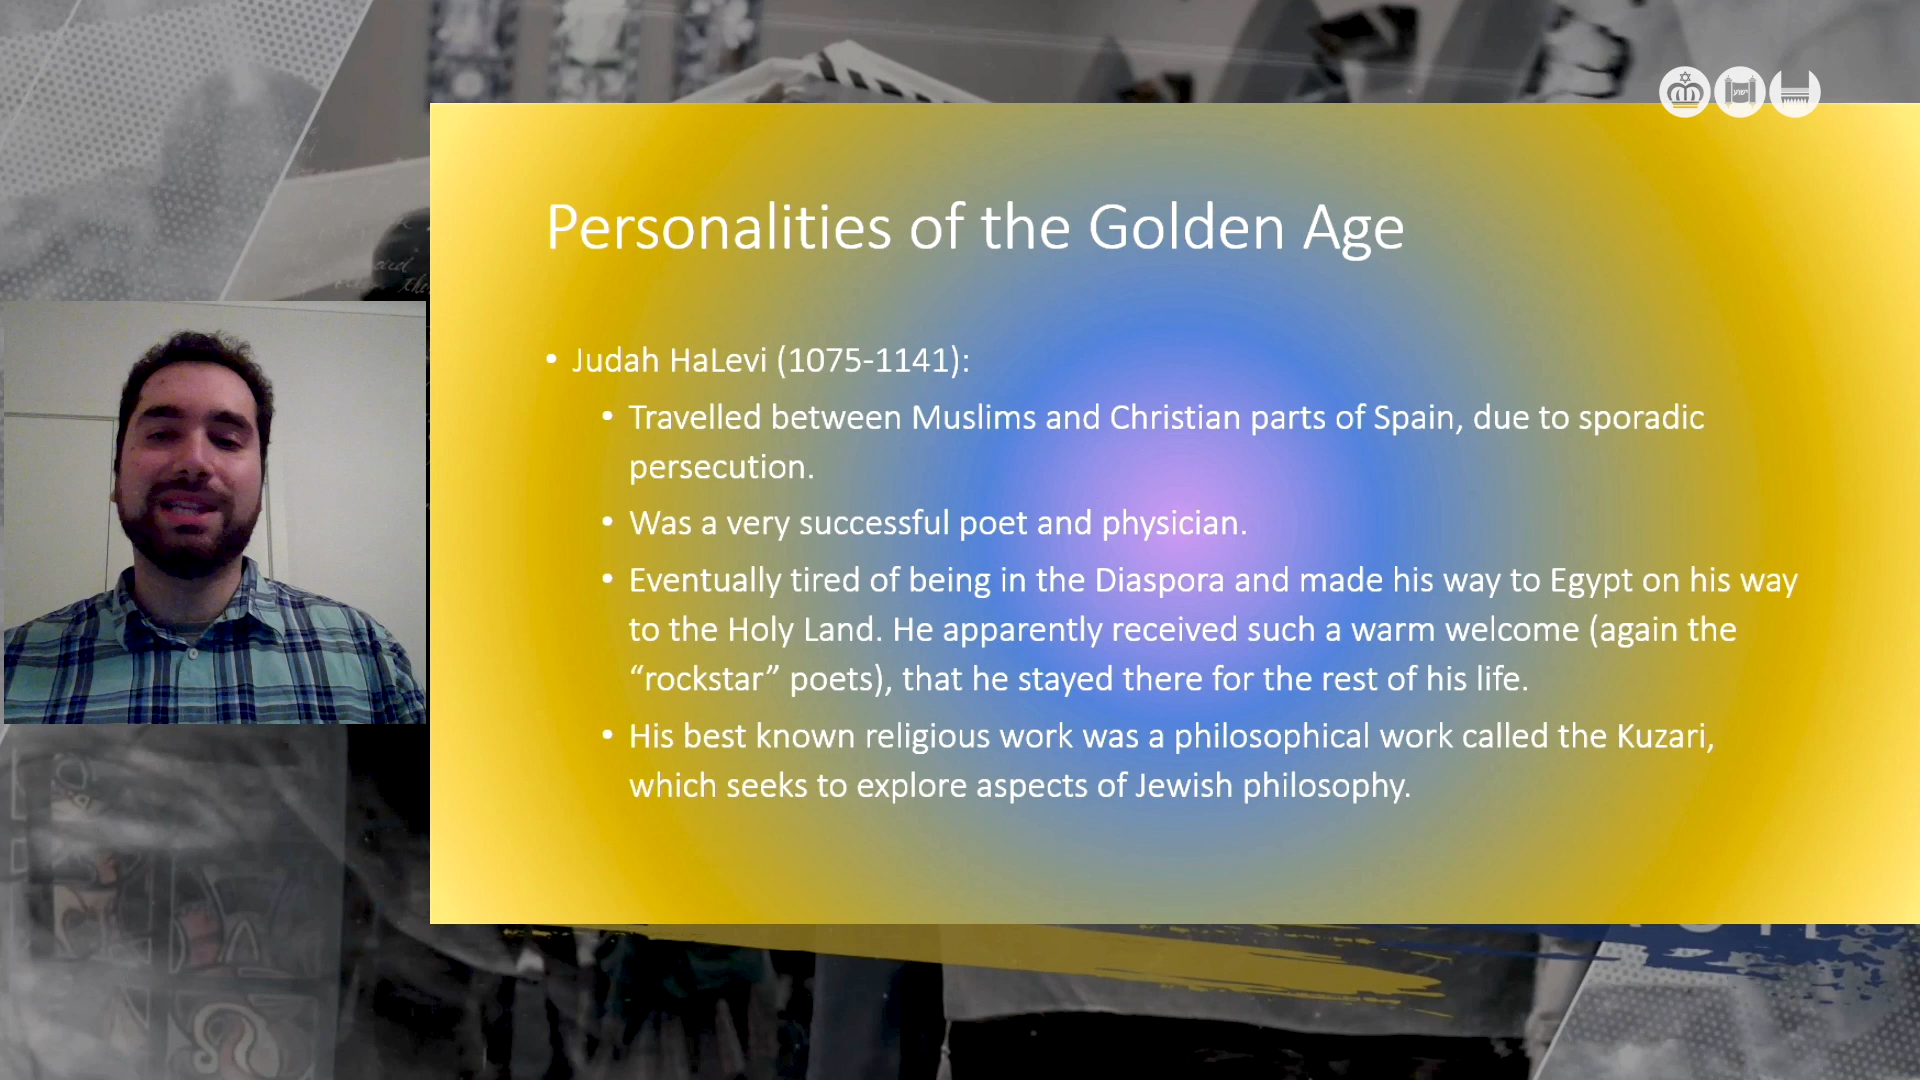 Personalities of the Golden Age
• Judah HaLevi (1075-1141):
• Travelled between Muslims and Christian parts of Spain, due to sporadic
persecution.
• Was a very successful poet and physician.
• Eventually tired of being in the Diaspora and made his way to Egypt on his way
to the Holy Land. He apparently received such a warm welcome (again the
“rockstar” poets), that he stayed there for the rest of his life.
• His best known religious work was a philosophical work called the Kuzari,
which seeks to explore aspects of Jewish philosophy.